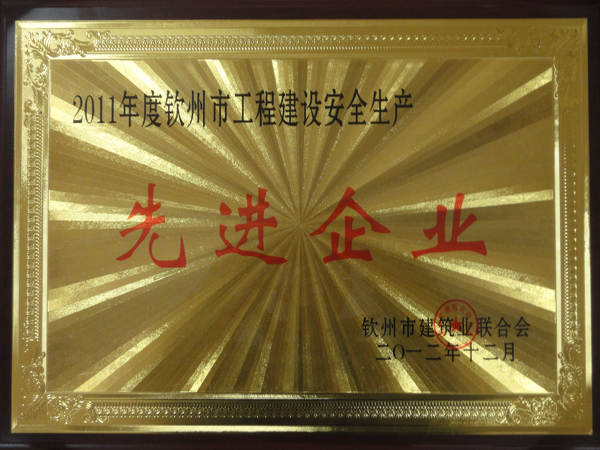 2011年度钦州市工程建设安全生产
先进企业
钦州市建筑业联合会
二〇一二年十二月